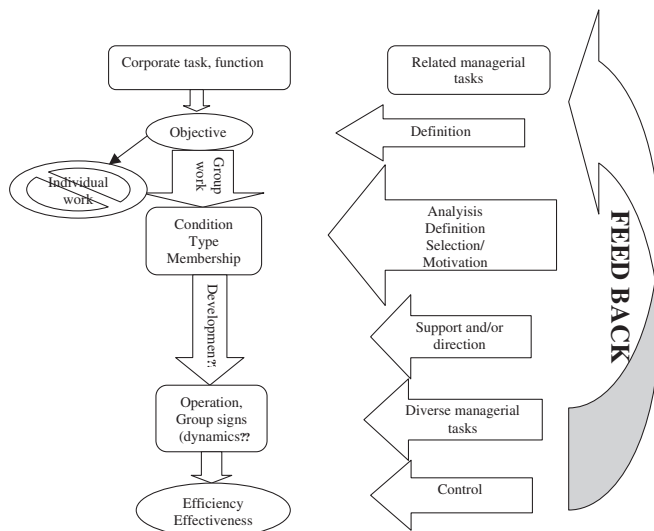 Corporate task, function
Objective
Individual
work
Group
work
Condition
Type
Membership
Development?!
Operation,
Group signs
(dynamics??
Efficiency
Effectiveness
Related managerial
tasks
Definition
Analyisis
Definition
Selection/
Motivation
Support and/or
direction
Diverse managerial
tasks
Control
FEED BACK